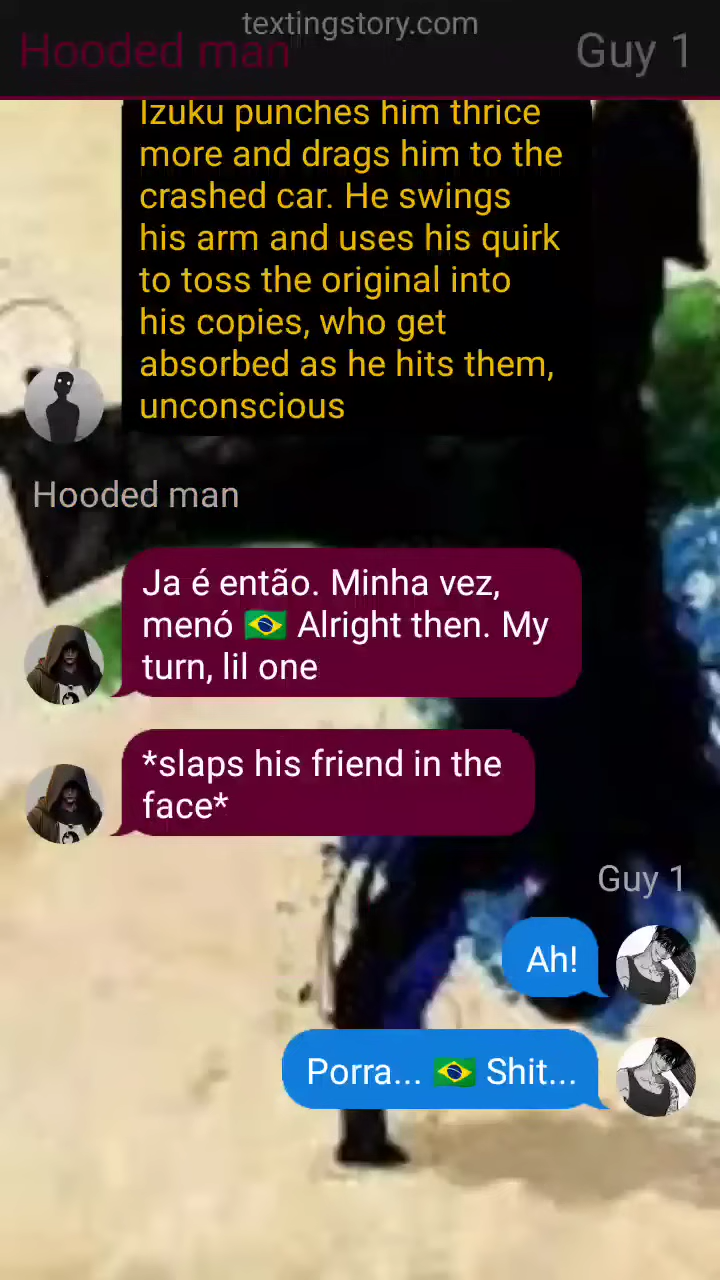 textingstory.com
Hooded man
Guy 1
Izuku punches him thrice
more and drags him to the
crashed car. He swings
his arm and uses his quirk
to toss the original into
his copies, who get
absorbed as he hits them,
unconscious
Hooded man
Ja é então. Minha vez,
menó 🇧🇷 Alright then. My
turn, lil one
*slaps his friend in the
face*
Guy 1
Ah!
Porra... 🇧🇷 Shit...